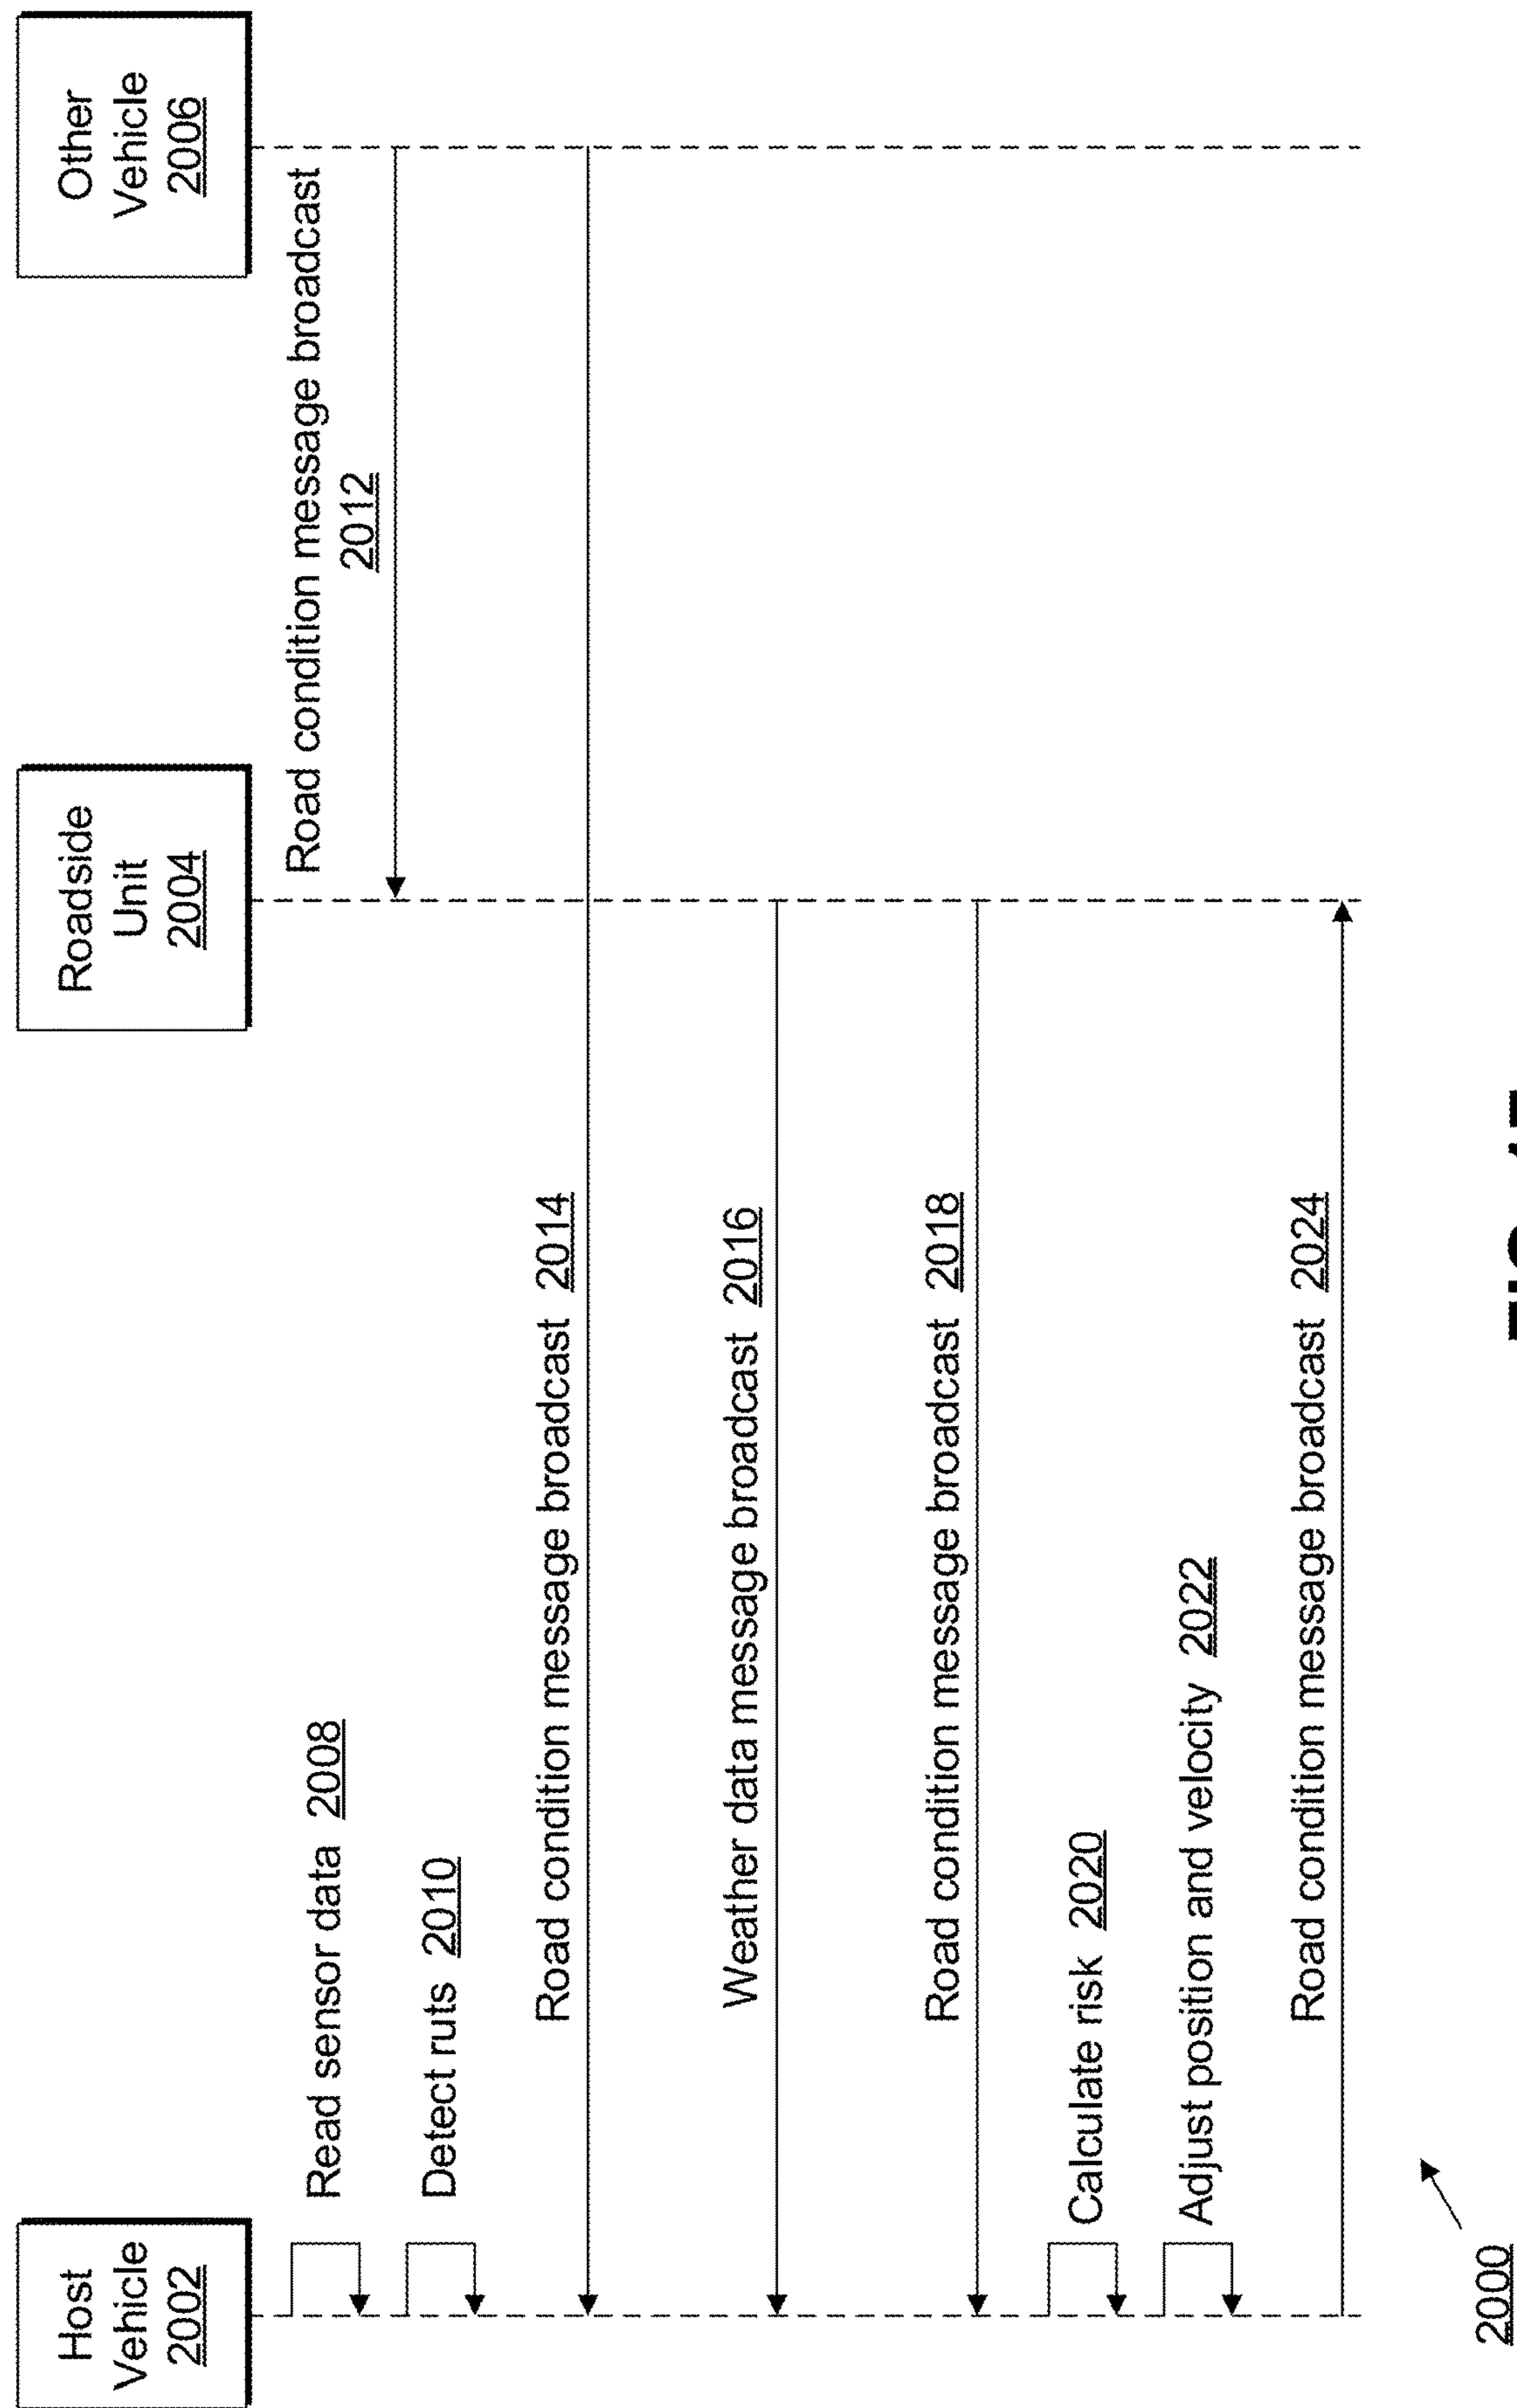 Host
Vehicle
2002
Roadside
Unit
2004
Other
Vehicle
2006
Road condition message broadcast
2012
Read sensor data 2008
Detect ruts 2010
Road condition message broadcast 2014
Weather data message broadcast 2016
Road condition message broadcast 2018
Calculate risk 2020
Adjust position and velocity 2022
Road condition message broadcast 2024
2000